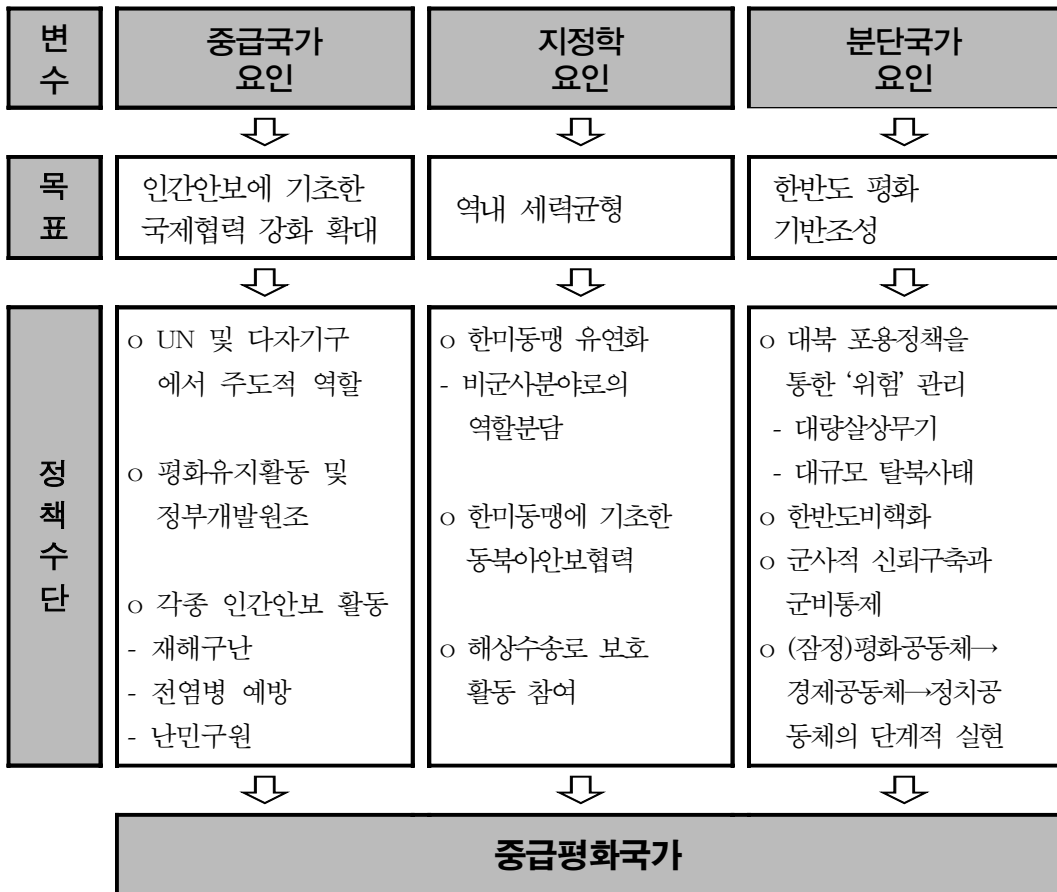 변
수
중급국가
요인
지정학
요인
분단국가
요인
목
표
인간안보에 기초한
국제협력 강화 확대
역내 세력균형
한반도 평화
기반조성
정
책
수
단
o UN 및 다자기구
에서 주도적 역할
o 평화유지활동 및
정부개발원조
o 각종 인간안보 활동
- 재해구난
- 전염병 예방
- 난민구원
o 한미동맹 유연화
- 비군사분야로의
역할분담
o 한미동맹에 기초한
동북아안보협력
o 해상수송로 보호
활동 참여
o 대북 포용정책을
통한 ‘위험’ 관리
- 대량살상무기
- 대규모 탈북사태
o 한반도비핵화
o 군사적 신뢰구축과
군비통제
o (잠정)평화공동체→
경제공동체→정치공
동체의 단계적 실현
중급평화국가